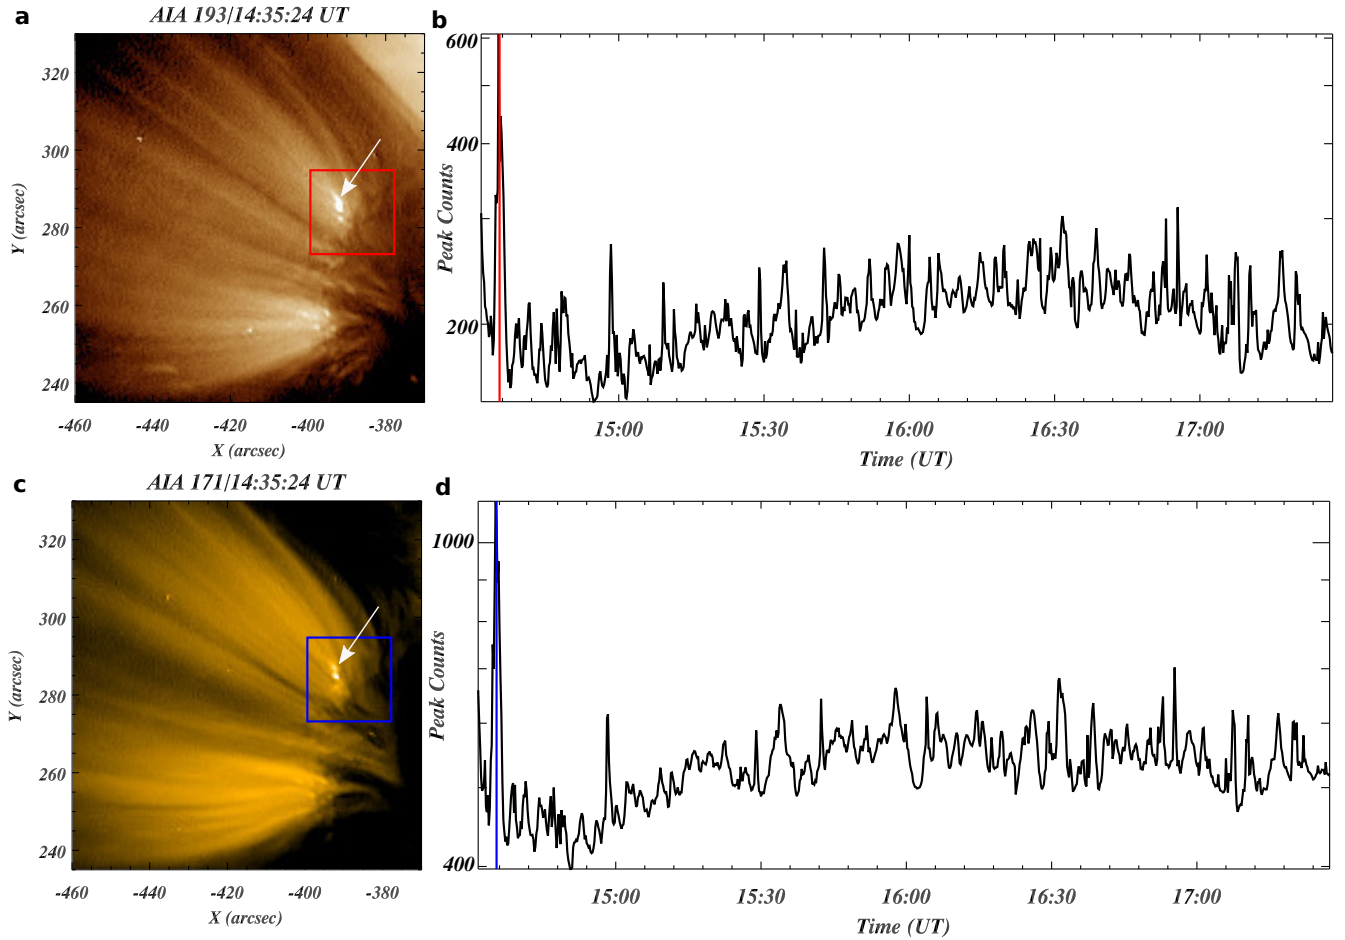 a
AIA 193/14:35:24 UT
b
320
300
280
260
240
Y (arcsec)
-460
-440
-420
-400
-380
X (arcsec)
600
400
200
Peak Counts
15:00
15:30
16:00
16:30
17:00
Time (UT)
c
AIA 171/14:35:24 UT
d
320
300
280
260
240
Y (arcsec)
-460
-440
-420
-400
-380
X (arcsec)
1000
400
Peak Counts
15:00
15:30
16:00
16:30
17:00
Time (UT)